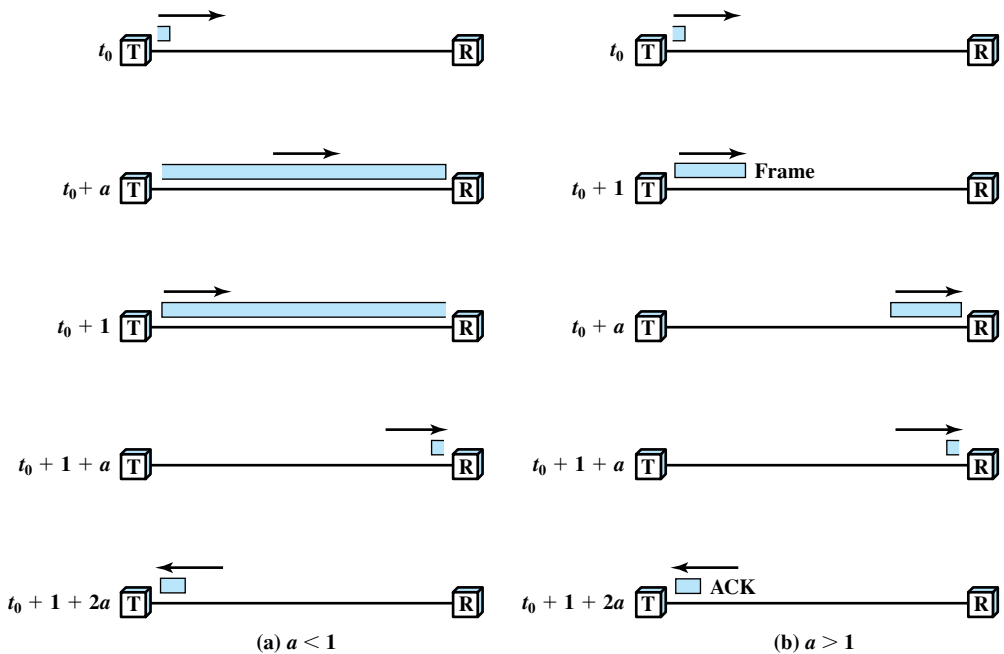 t₀ T R
t₀ + a T R
t₀ + 1 T R
t₀ + 1 + a T R
t₀ + 1 + 2a T R
(a) a < 1
t₀ T R
t₀ + 1 T Frame R
t₀ + a T R
t₀ + 1 + a T R
t₀ + 1 + 2a T ACK R
(b) a > 1